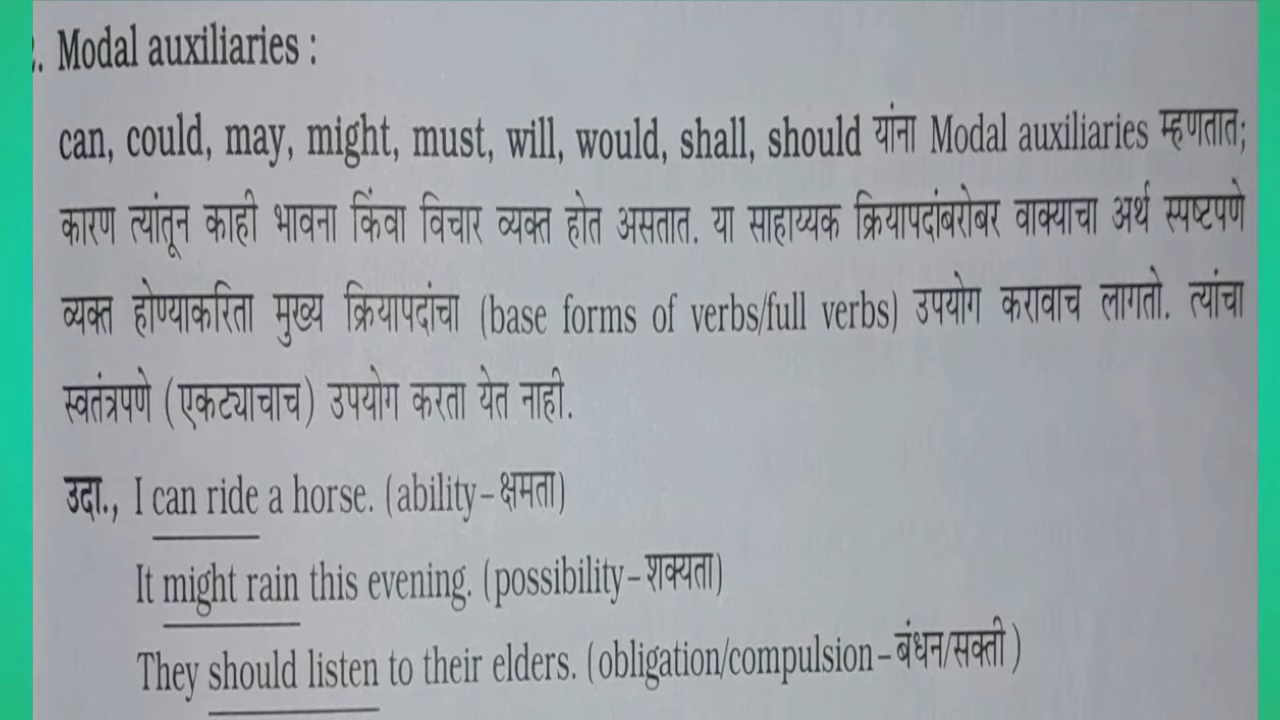 . Modal auxiliaries :
can, could, may, might, must, will, would, shall, should यांना Modal auxiliaries म्हणतात;
कारण त्यांतून काही भावना किंवा विचार व्यक्त होत असतात. या साहाय्यक क्रियापदांबरोबर वाक्याचा अर्थ स्पष्टपणे
व्यक्त होण्याकरिता मुख्य क्रियापदांचा (base forms of verbs/full verbs) उपयोग करावाच लागतो. त्यांचा
स्वतंत्रपणे (एकट्याचाच) उपयोग करता येत नाही.
उदा., I can ride a horse. (ability–क्षमता)
It might rain this evening. (possibility–शक्यता)
They should listen to their elders. (obligation/compulsion–बंधन/सक्ती)